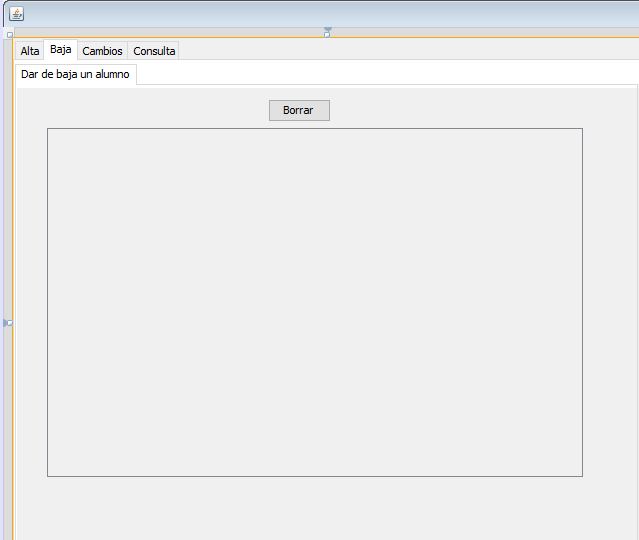 Alta Baja Cambios Consulta
Dar de baja un alumno
Borrar